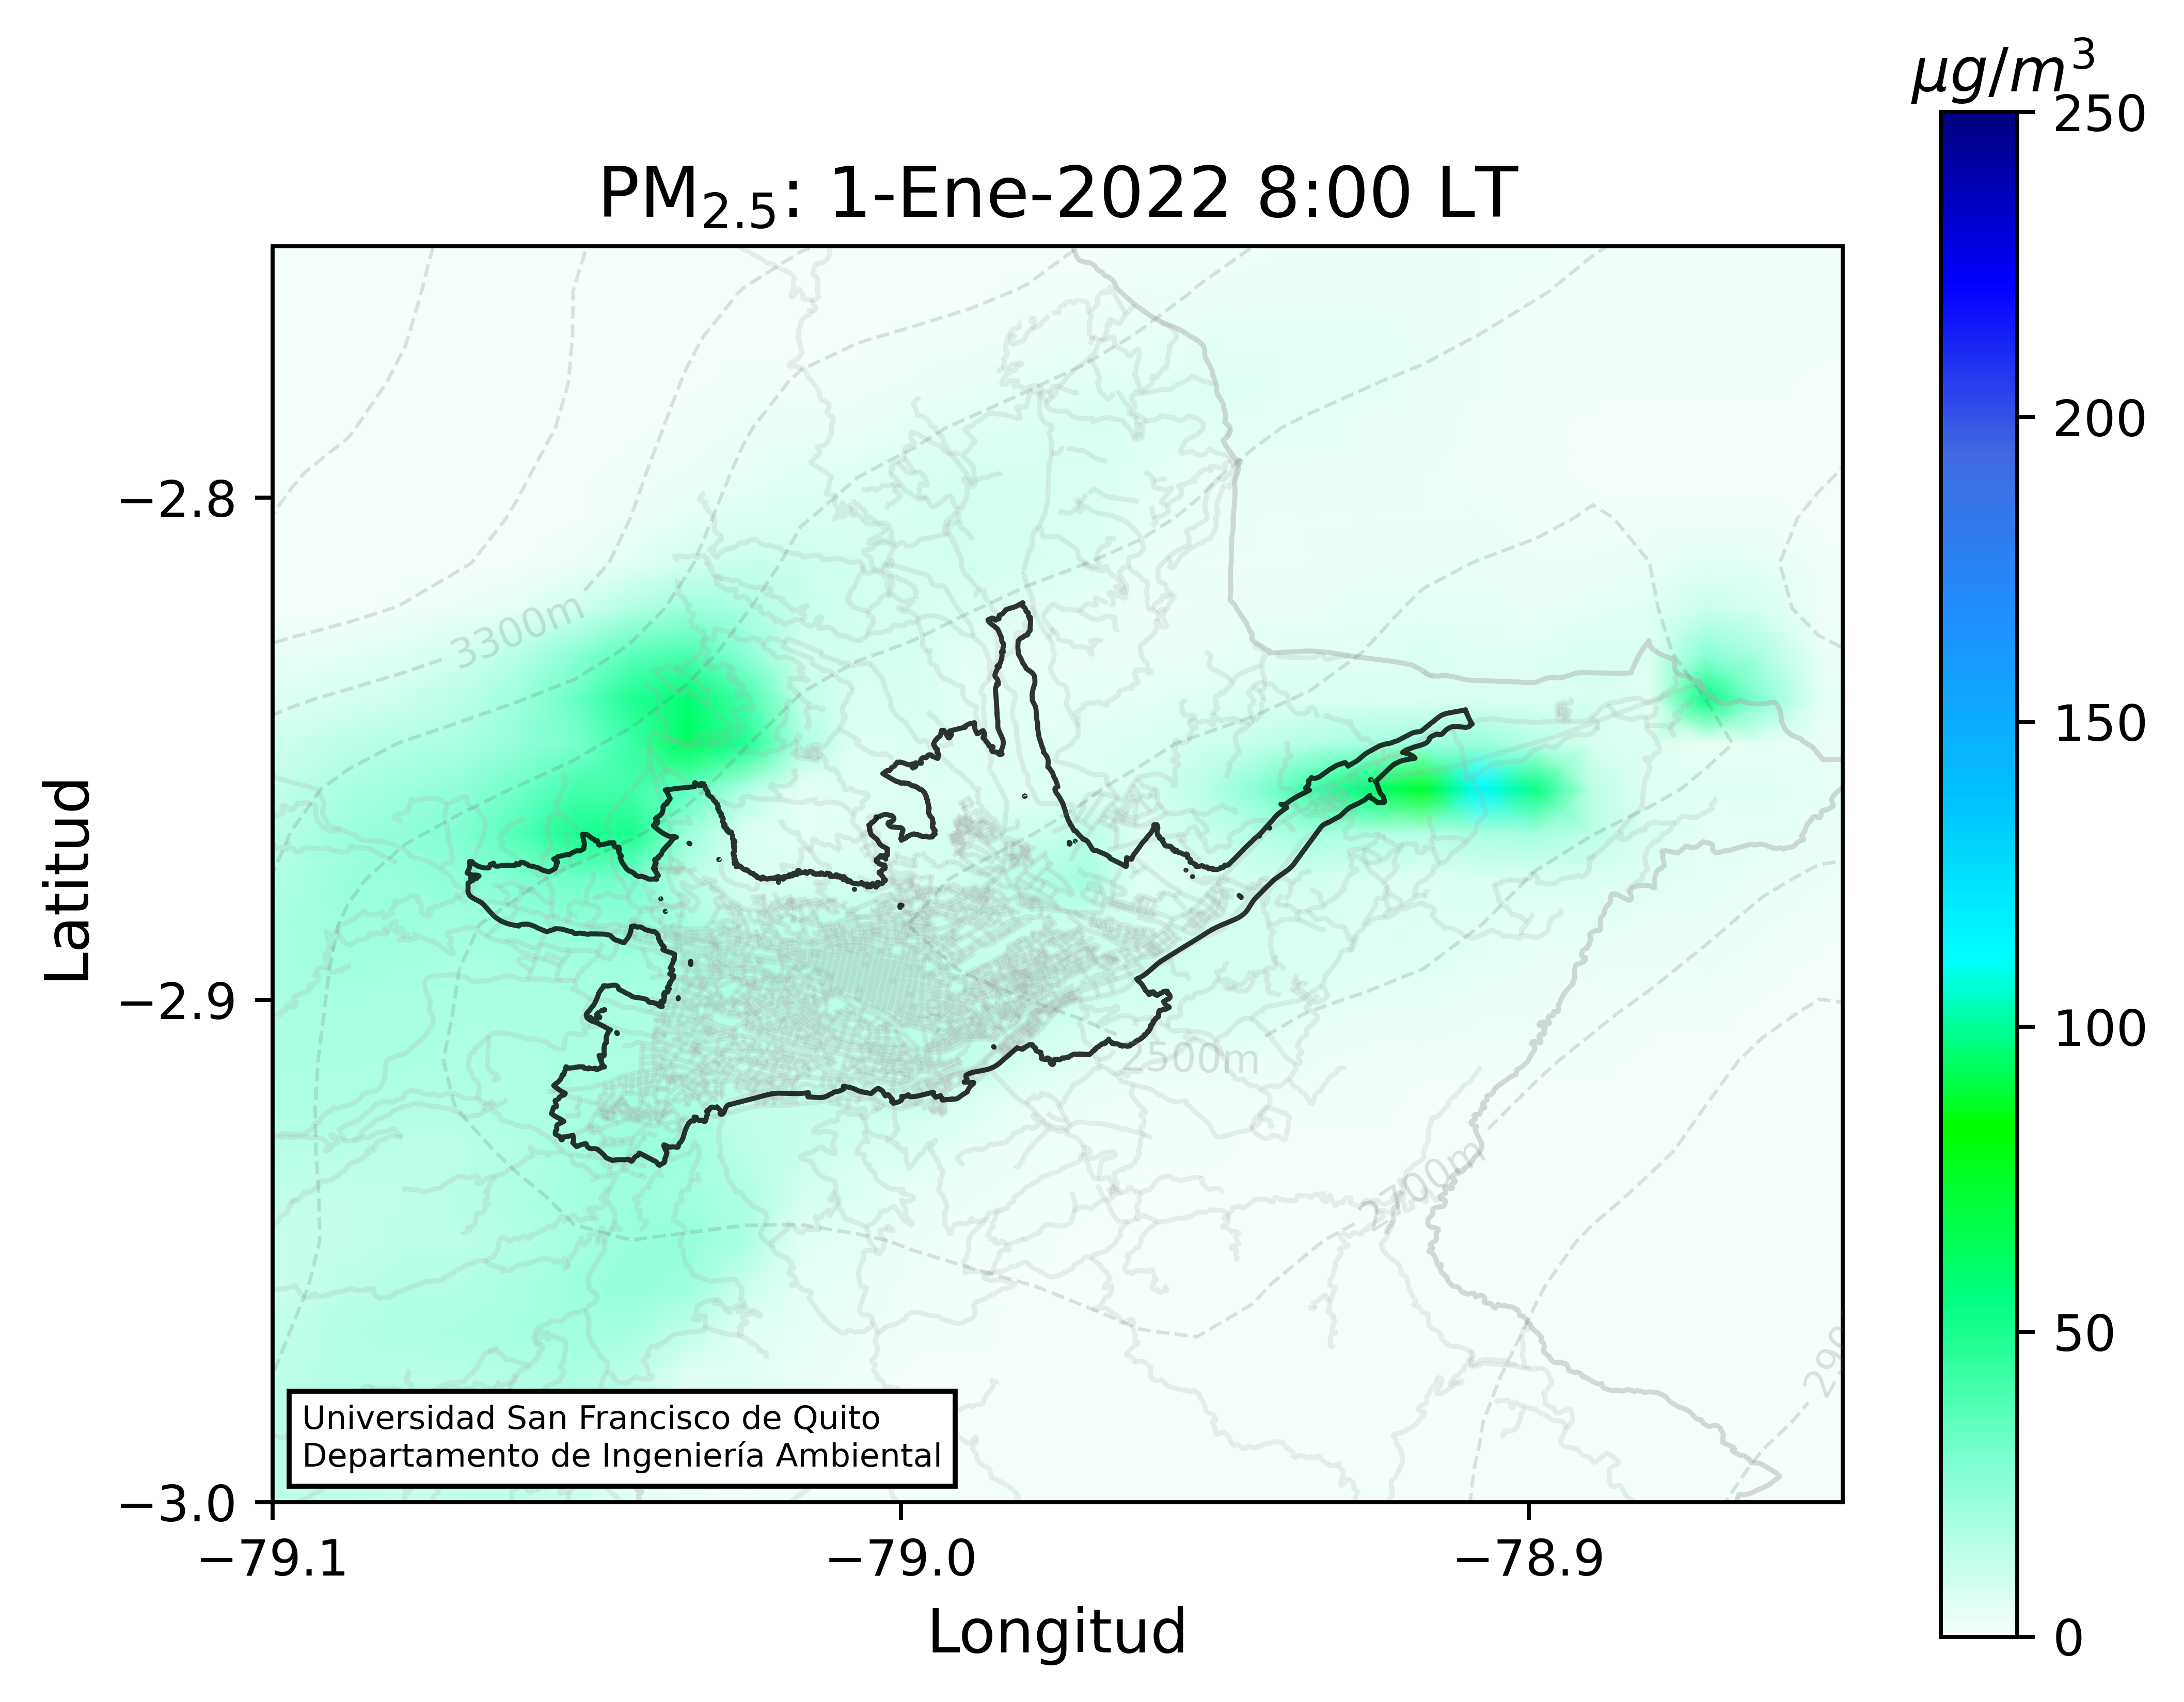 μg/m³
PM₂.₅: 1-Ene-2022 8:00 LT
250
200
150
100
50
0
Latitud
−2.8
−2.9
−3.0
3300m
2500m
2700m
Universidad San Francisco de Quito
Departamento de Ingeniería Ambiental
−79.1
−79.0
−78.9
Longitud